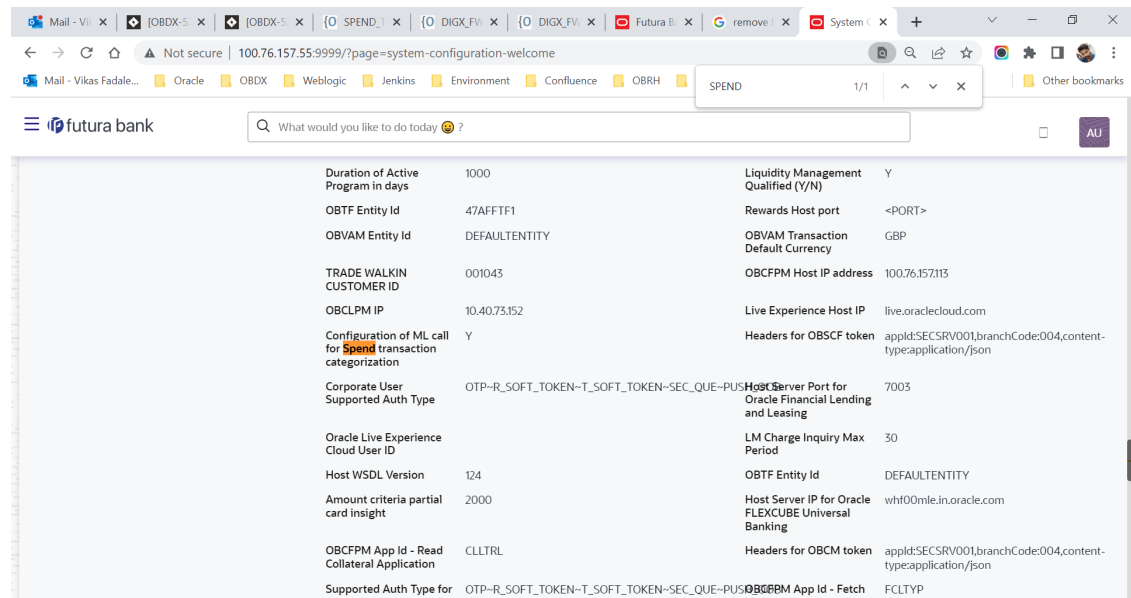 Mail - Vi
[OBDX-5.
[OBDX-5.
SPEND_T
DIGX_FW
DIGX_FW
Futura B
remove
System C
Not secure | 100.76.157.55:9999/?page=system-configuration-welcome
Mail - Vikas Fadale... Oracle OBDX Weblogic Jenkins Environment Confluence OBRH Other bookmarks
SPEND 1/1
futura bank
What would you like to do today 😀 ?
AU
Duration of Active Program in days 1000 Liquidity Management Qualified (Y/N) Y
OBTF Entity Id 47AFFTF1 Rewards Host port <PORT>
OBVAM Entity Id DEFAULTENTITY OBVAM Transaction Default Currency GBP
TRADE WALKIN CUSTOMER ID 001043 OBCFPM Host IP address 100.76.157.113
OBCLPM IP 10.40.73.152 Live Experience Host IP live.oraclecloud.com
Configuration of ML call for Spend transaction categorization Y Headers for OBSCF token appId:SECSRV001,branchCode:004,content-type:application/json
Corporate User Supported Auth Type OTP~R_SOFT_TOKEN~T_SOFT_TOKEN~SEC_QUE~PUSH Host Server Port for Oracle Financial Lending and Leasing 7003
Oracle Live Experience Cloud User ID LM Charge Inquiry Max Period 30
Host WSDL Version 124 OBTF Entity Id DEFAULTENTITY
Amount criteria partial card insight 2000 Host Server IP for Oracle FLEXCUBE Universal Banking whf00mle.in.oracle.com
OBCFPM App Id - Read Collateral Application CLLTRL Headers for OBCM token appId:SECSRV001,branchCode:004,content-type:application/json
Supported Auth Type for OTP~R_SOFT_TOKEN~T_SOFT_TOKEN~SEC_QUE~PUSH OBCFPM App Id - Fetch FCLTYP